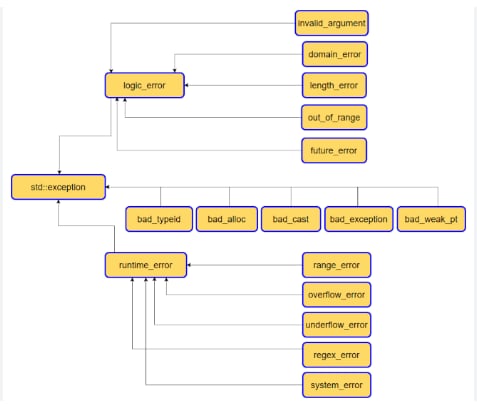 invalid_argument
domain_error
logic_error
length_error
out_of_range
future_error
std::exception
bad_typeid
bad_alloc
bad_cast
bad_exception
bad_weak_pt
runtime_error
range_error
overflow_error
underflow_error
regex_error
system_error